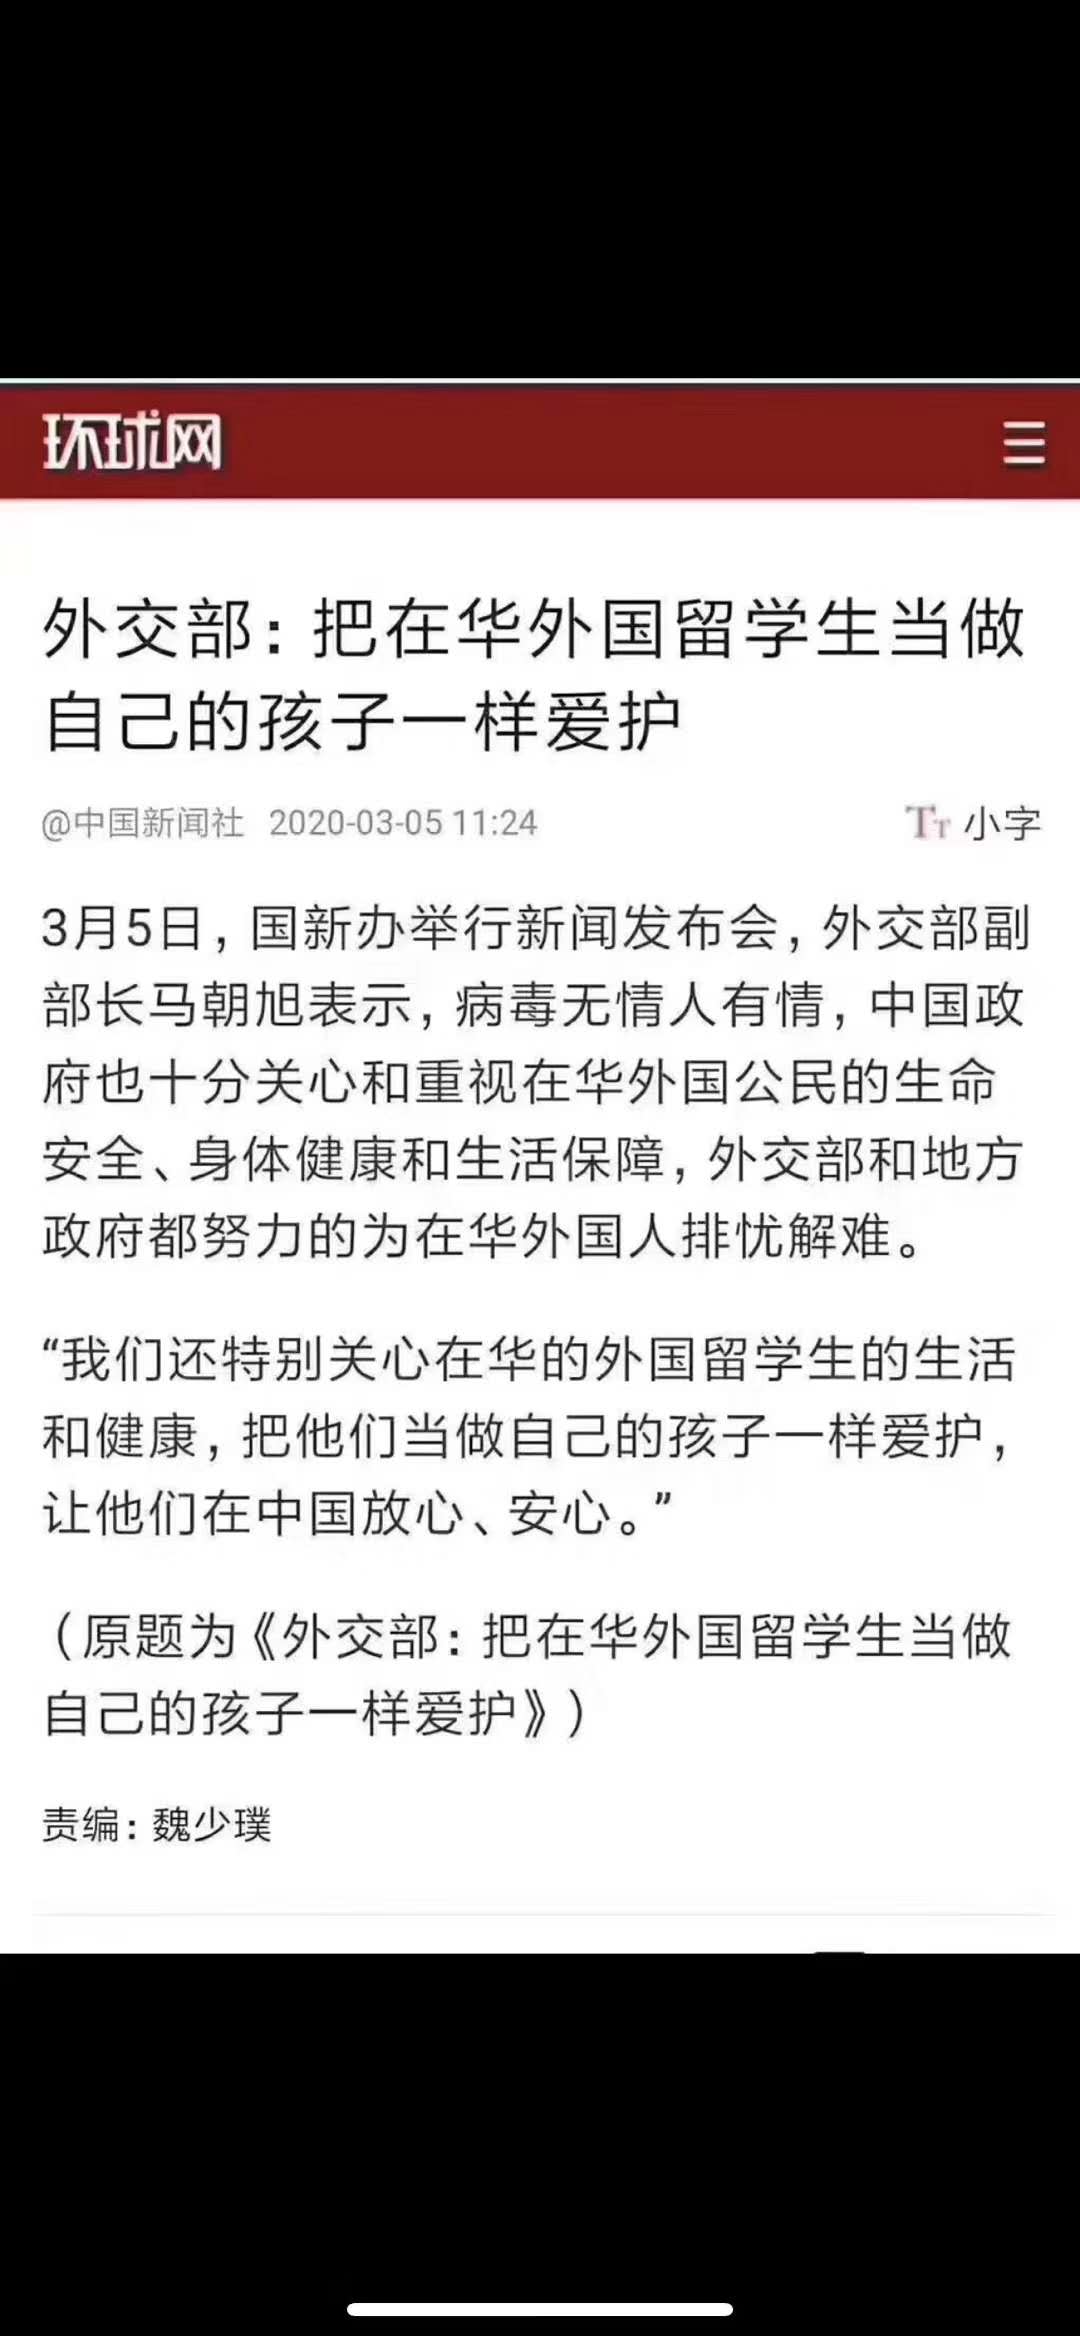 环球网
外交部：把在华外国留学生当做
自己的孩子一样爱护
@中国新闻社 2020-03-05 11:24
Tт 小字
3月5日，国新办举行新闻发布会，外交部副
部长马朝旭表示，病毒无情人有情，中国政
府也十分关心和重视在华外国公民的生命
安全、身体健康和生活保障，外交部和地方
政府都努力的为在华外国人排忧解难。
“我们还特别关心在华的外国留学生的生活
和健康，把他们当做自己的孩子一样爱护，
让他们在中国放心、安心。”
（原题为《外交部：把在华外国留学生当做
自己的孩子一样爱护》）
责编：魏少璞